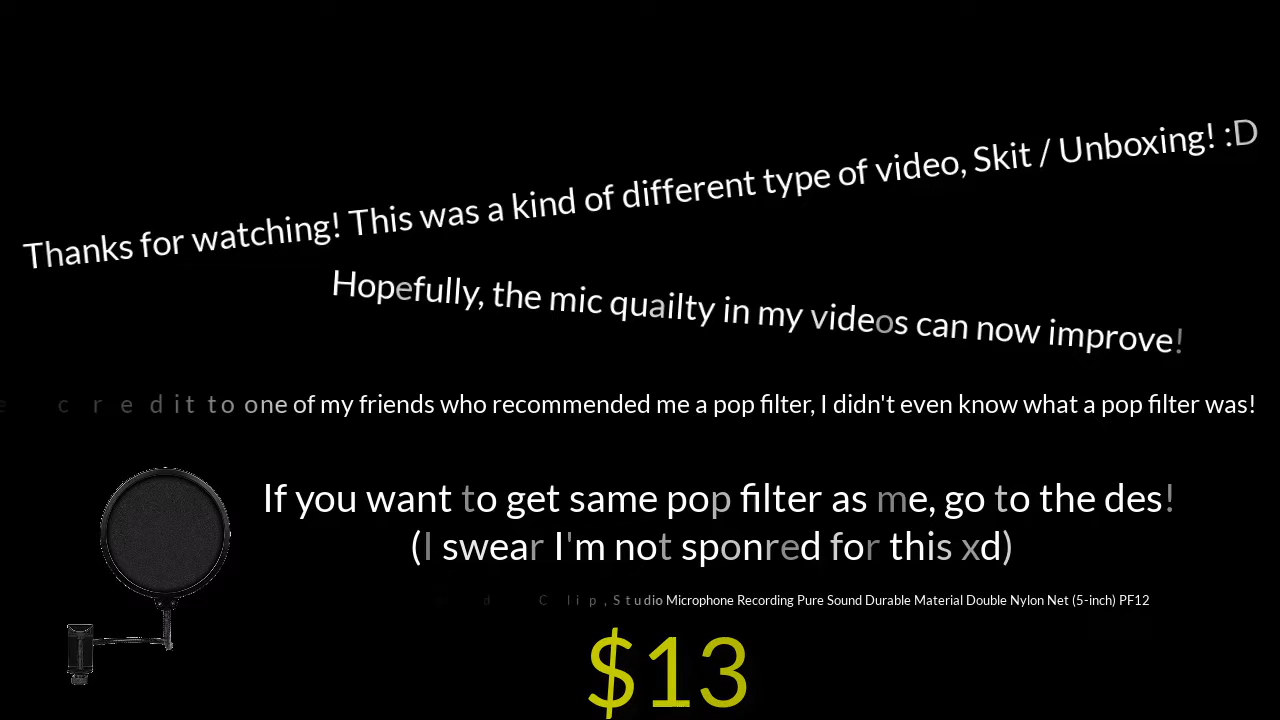 Thanks for watching! This was a kind of different type of video, Skit / Unboxing! :D
Hopefully, the mic quailty in my videos can now improve!
credit to one of my friends who recommended me a pop filter, I didn't even know what a pop filter was!
If you want to get same pop filter as me, go to the des!
(I swear I'm not sponred for this xd)
Clip, Studio Microphone Recording Pure Sound Durable Material Double Nylon Net (5-inch) PF12
$13